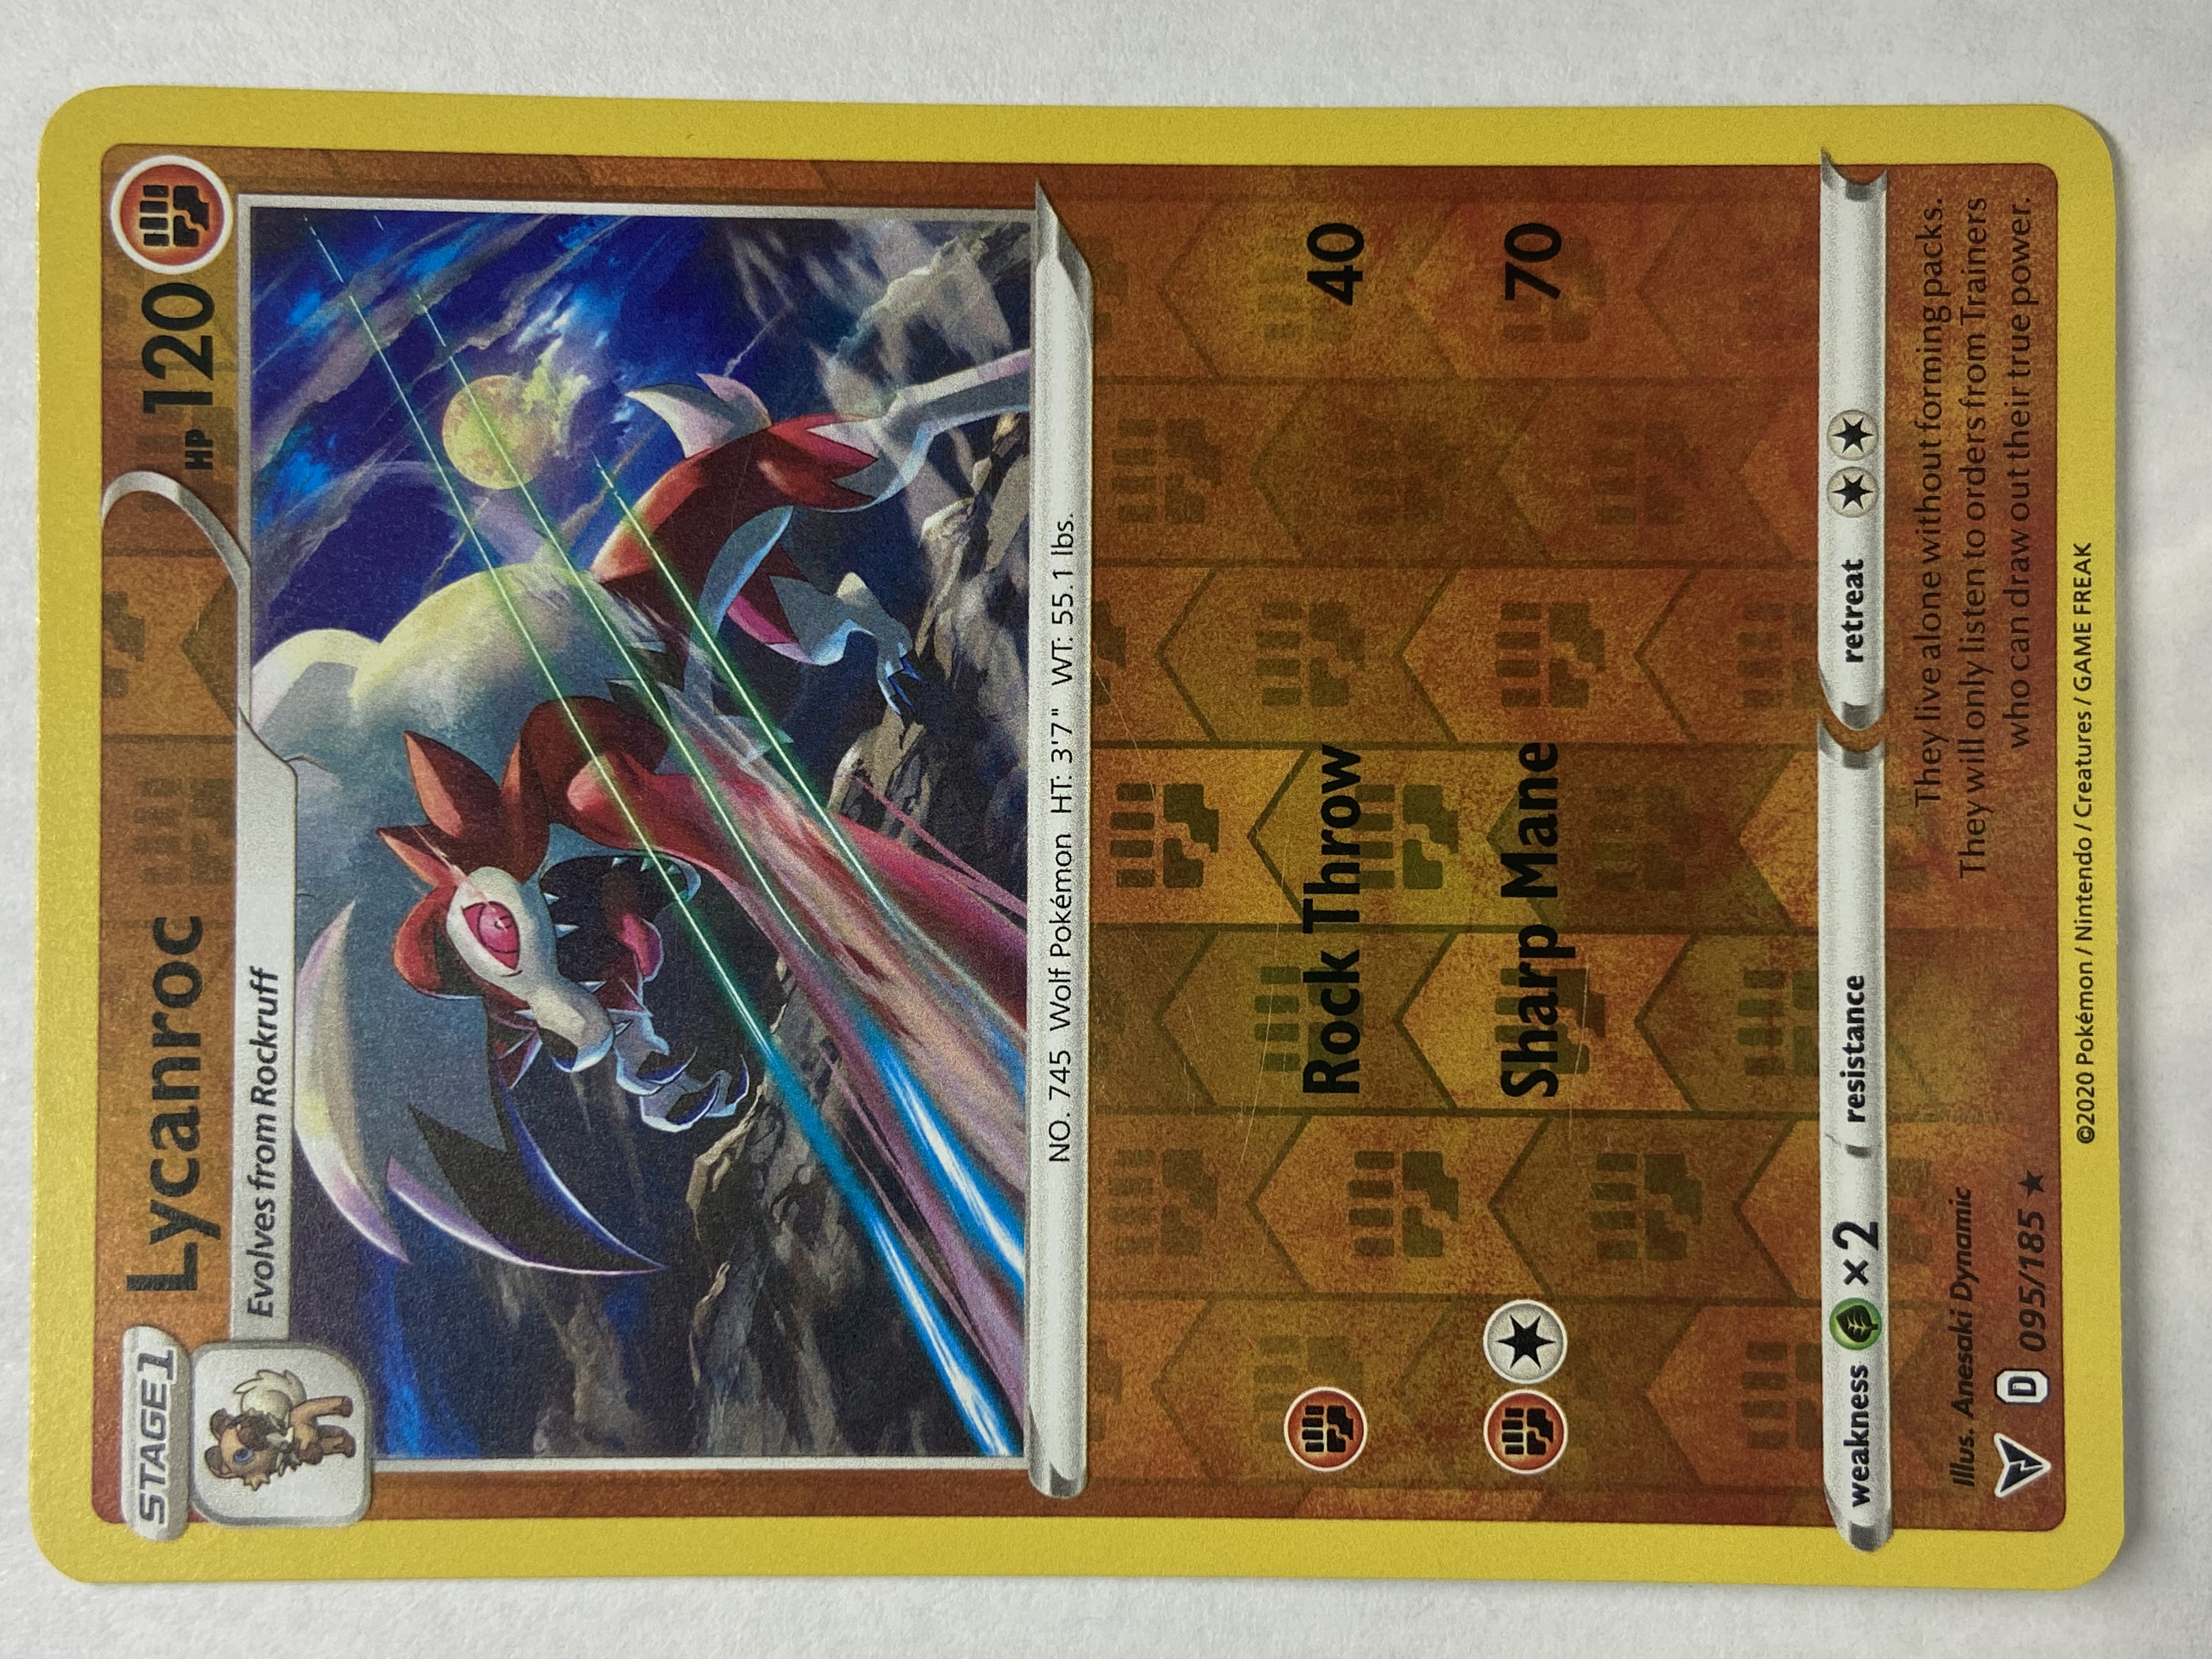 STAGE 1
Lycanroc
HP 120
Evolves from Rockruff
NO. 745 Wolf Pokémon HT: 3'7" WT: 55.1 lbs.
Rock Throw 40
Sharp Mane 70
weakness ×2 resistance retreat
They live alone without forming packs.
They will only listen to orders from Trainers
who can draw out their true power.
Illus. Anesaki Dynamic
D 095/185 ★
©2020 Pokémon / Nintendo / Creatures / GAME FREAK